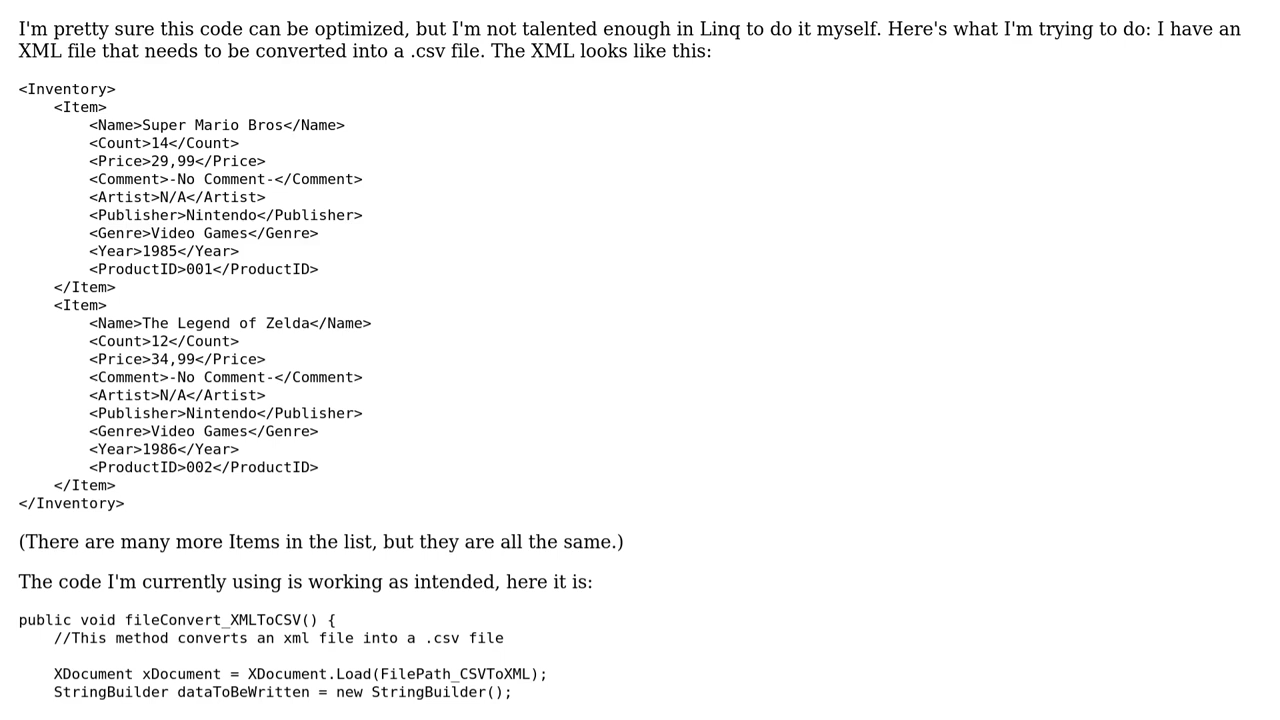 I'm pretty sure this code can be optimized, but I'm not talented enough in Linq to do it myself. Here's what I'm trying to do: I have an
XML file that needs to be converted into a .csv file. The XML looks like this:
<Inventory>
    <Item>
        <Name>Super Mario Bros</Name>
        <Count>14</Count>
        <Price>29,99</Price>
        <Comment>-No Comment-</Comment>
        <Artist>N/A</Artist>
        <Publisher>Nintendo</Publisher>
        <Genre>Video Games</Genre>
        <Year>1985</Year>
        <ProductID>001</ProductID>
    </Item>
    <Item>
        <Name>The Legend of Zelda</Name>
        <Count>12</Count>
        <Price>34,99</Price>
        <Comment>-No Comment-</Comment>
        <Artist>N/A</Artist>
        <Publisher>Nintendo</Publisher>
        <Genre>Video Games</Genre>
        <Year>1986</Year>
        <ProductID>002</ProductID>
    </Item>
</Inventory>
(There are many more Items in the list, but they are all the same.)
The code I'm currently using is working as intended, here it is:
public void fileConvert_XMLToCSV() {
    //This method converts an xml file into a .csv file
    XDocument xDocument = XDocument.Load(FilePath_CSVToXML);
    StringBuilder dataToBeWritten = new StringBuilder();